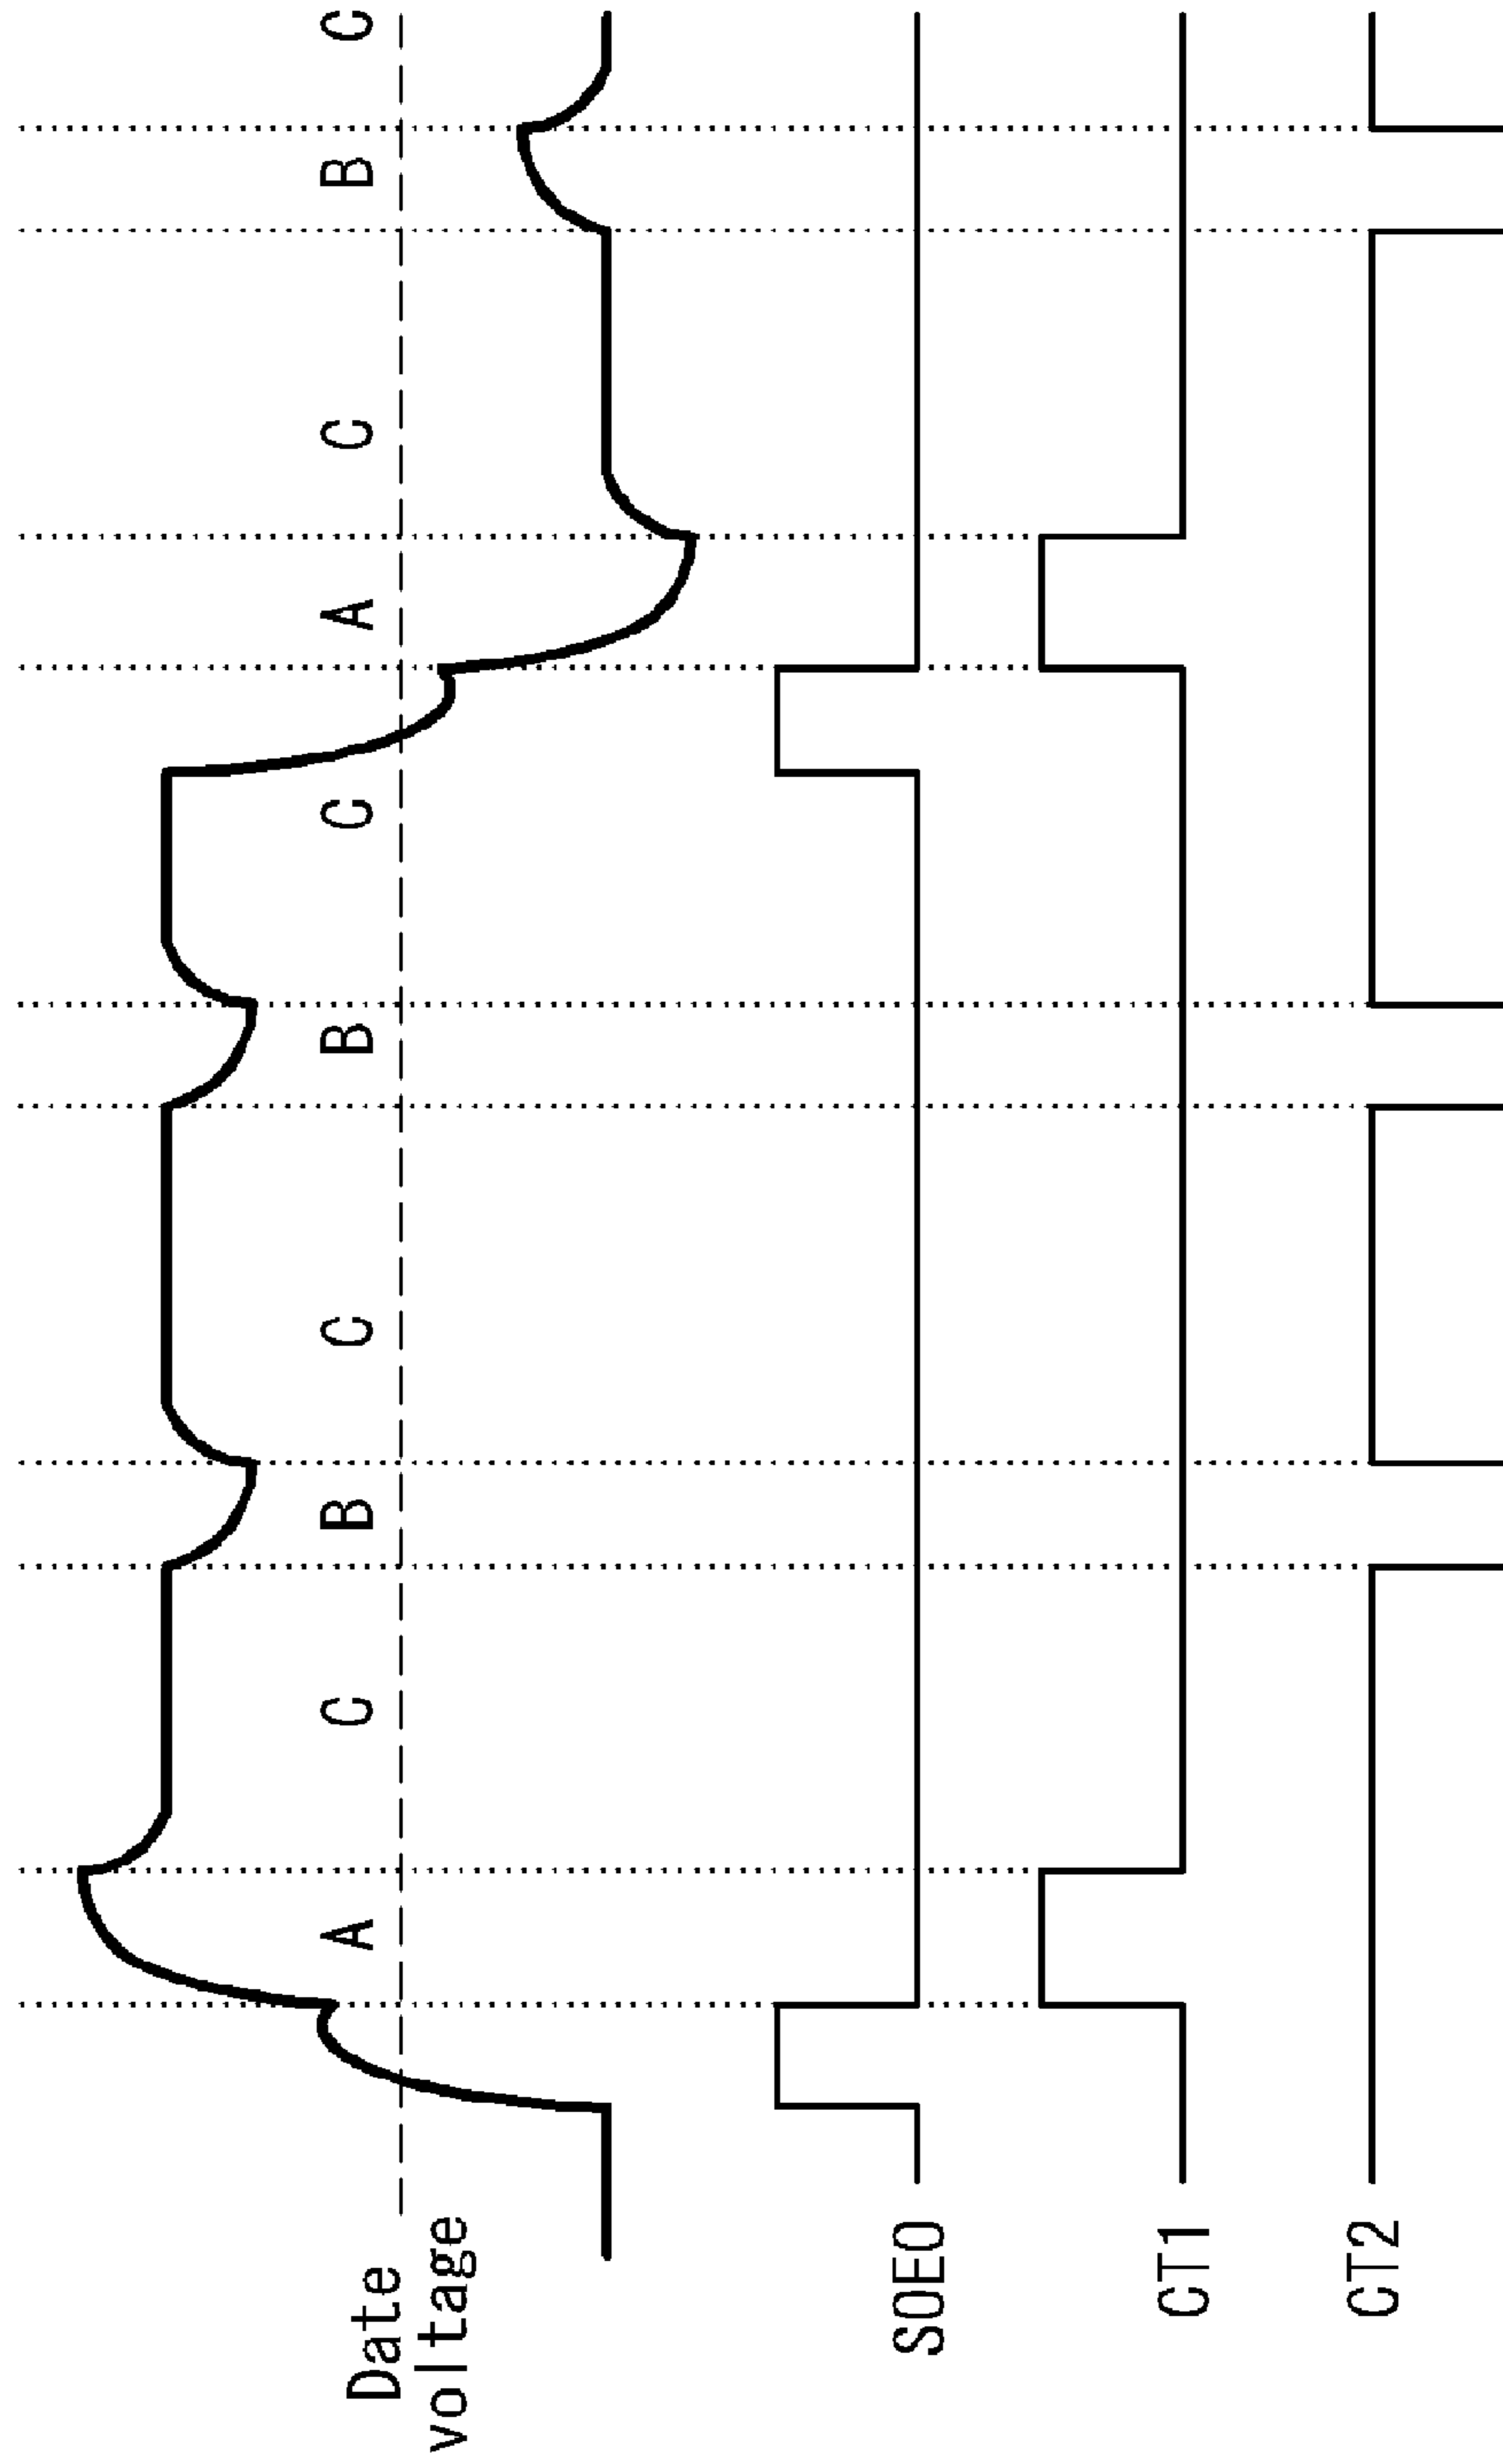 A C B C B C A C B C
Date
voltage
SOE0
CT1
CT2